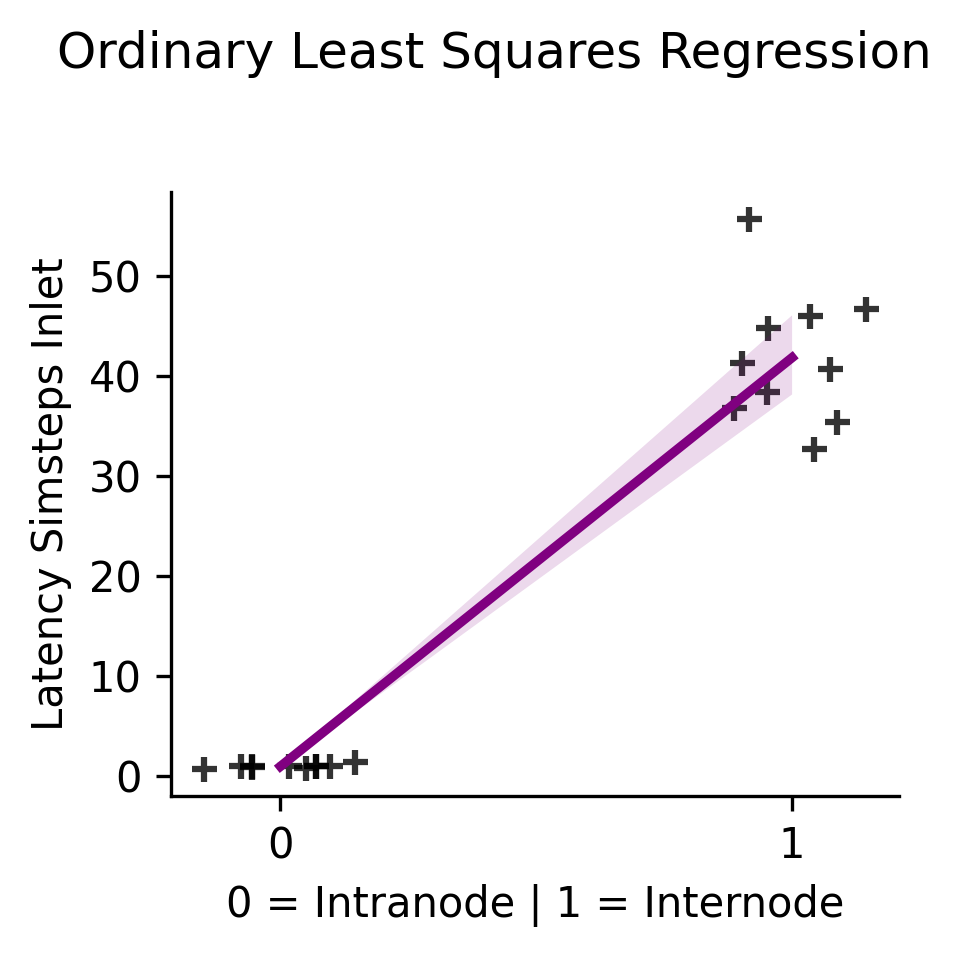 Ordinary Least Squares Regression
Latency Simsteps Inlet
50
40
30
20
10
0
0 1
0 = Intranode | 1 = Internode